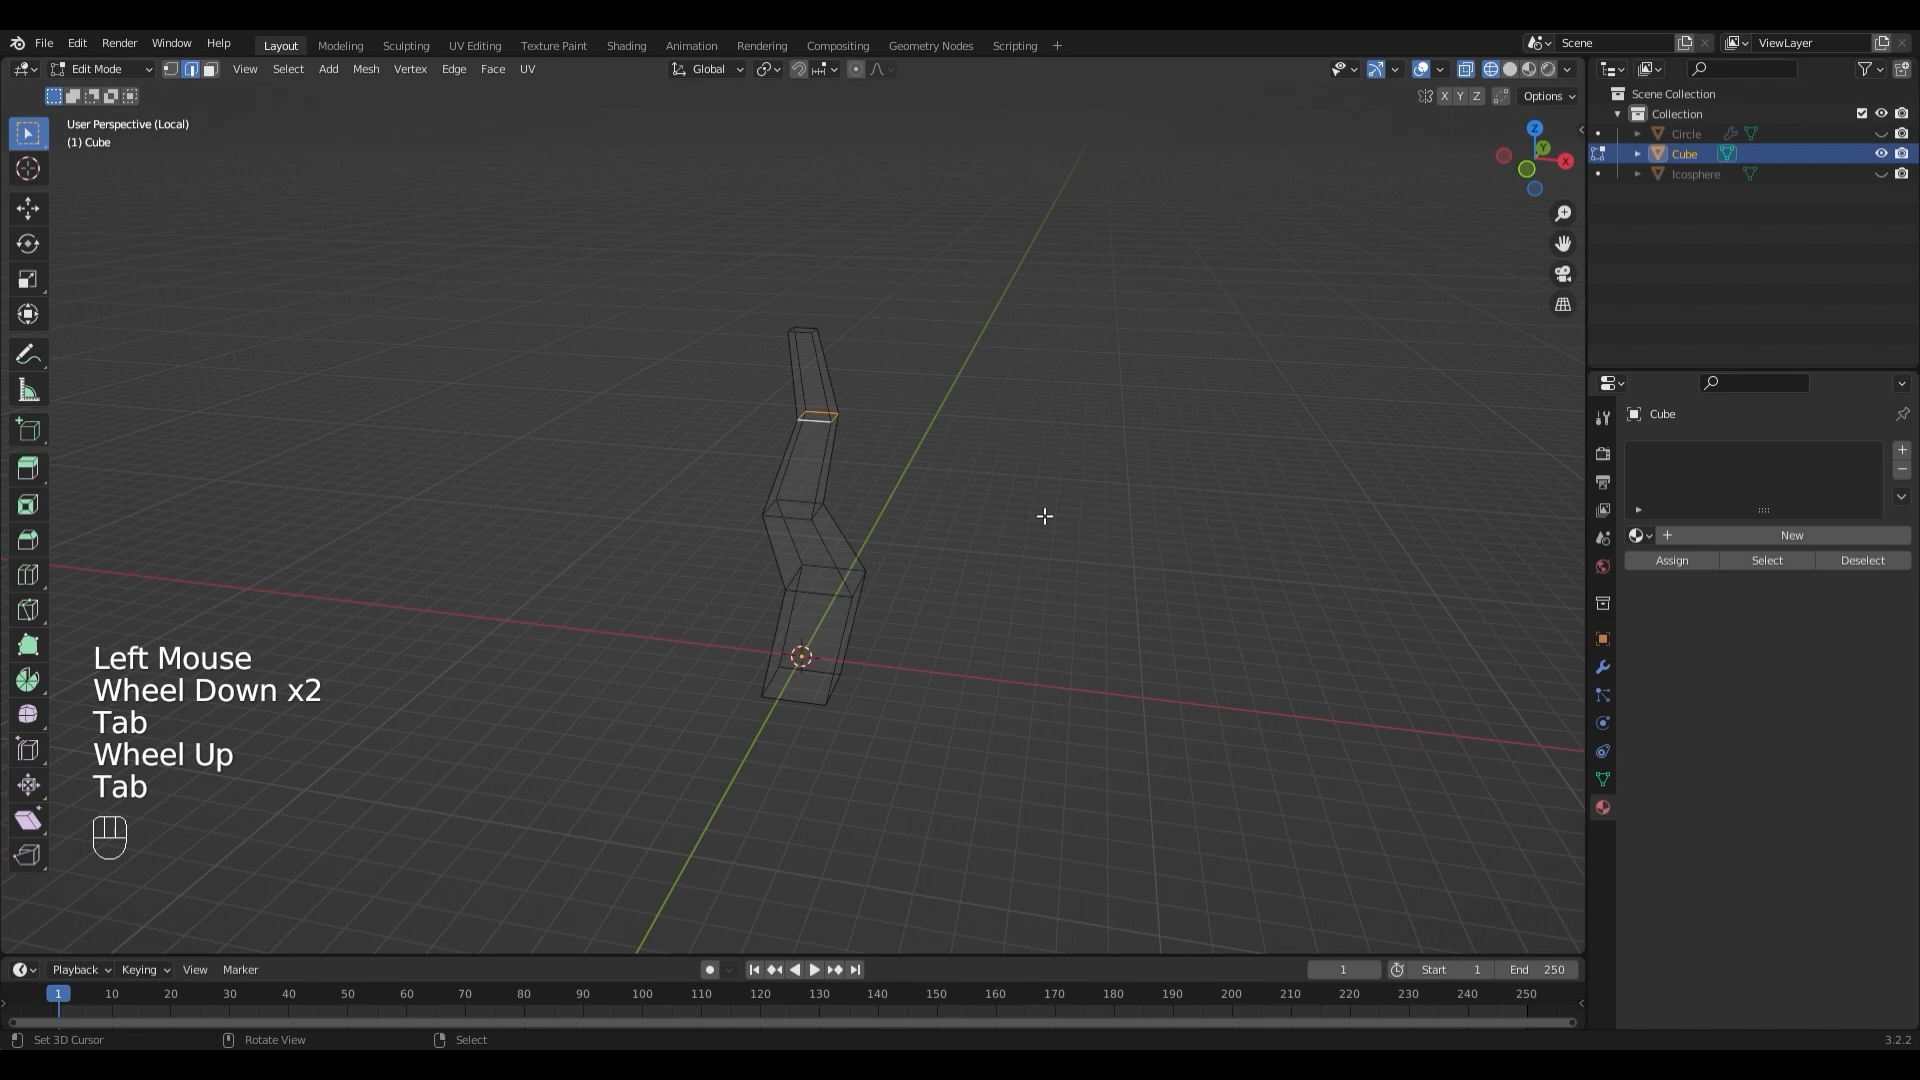 File Edit Render Window Help Layout Modeling Sculpting UV Editing Texture Paint Shading Animation Rendering Compositing Geometry Nodes Scripting + Scene ViewLayer
Edit Mode View Select Add Mesh Vertex Edge Face UV Global
X Y Z Options
User Perspective (Local)
(1) Cube
Z
Y
X
Scene Collection
Collection
Circle
Cube
Icosphere
Cube
New
Assign Select Deselect
Left Mouse
Wheel Down x2
Tab
Wheel Up
Tab
Playback Keying View Marker 1 Start 1 End 250
1 10 20 30 40 50 60 70 80 90 100 110 120 130 140 150 160 170 180 190 200 210 220 230 240 250
Set 3D Cursor Rotate View Select 3.2.2